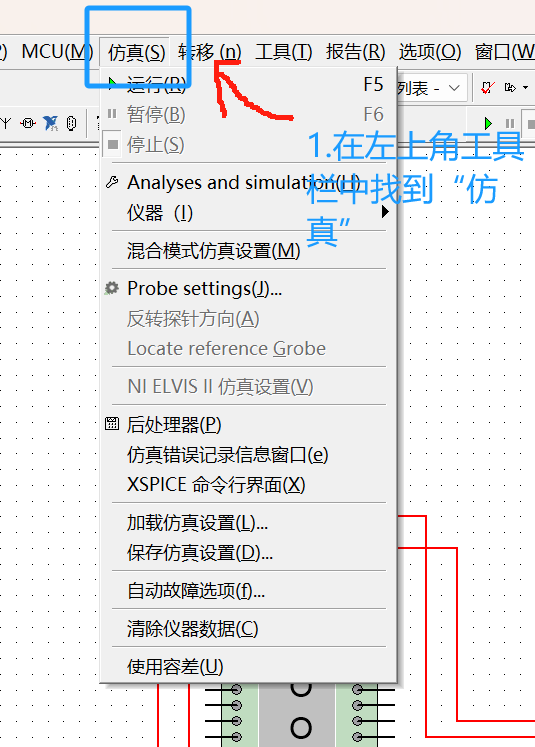 MCU(M) 仿真(S) 转移(n) 工具(T) 报告(R) 选项(O) 窗口(W
运行(R) F5
列表 -
暂停(B) F6
停止(S)
1.在左上角工具
栏中找到“仿
真”
Analyses and simulation(H)
仪器（I）
混合模式仿真设置(M)
Probe settings(J)...
反转探针方向(A)
Locate reference Grobe
NI ELVIS II 仿真设置(V)
后处理器(P)
仿真错误记录信息窗口(e)
XSPICE 命令行界面(X)
加载仿真设置(L)...
保存仿真设置(D)...
自动故障选项(f)...
清除仪器数据(C)
使用容差(U)